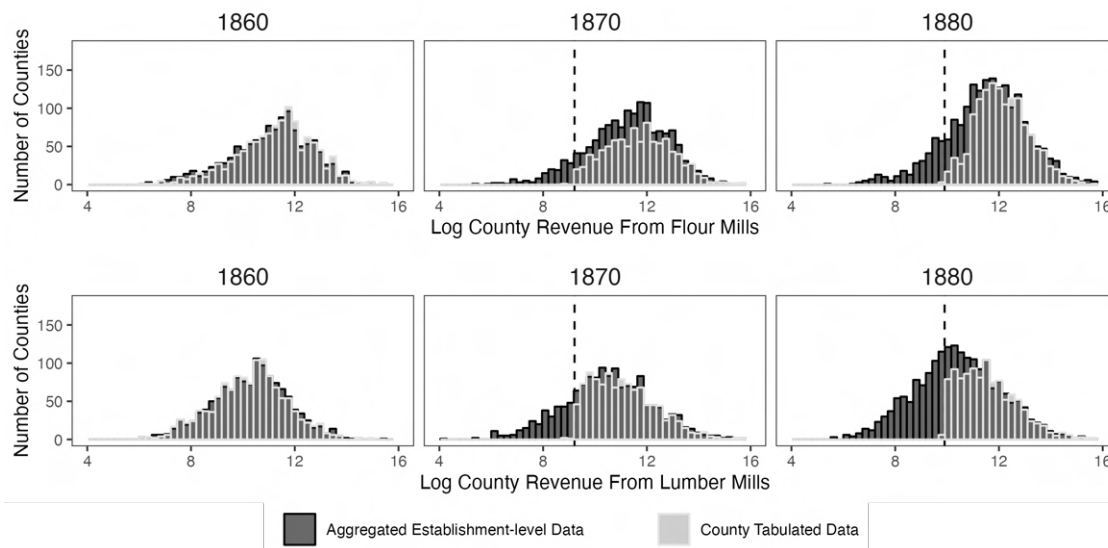 1860 1870 1880
Number of Counties
150
100
50
0
4 8 12 16 4 8 12 16 4 8 12 16
Log County Revenue From Flour Mills
1860 1870 1880
Number of Counties
150
100
50
0
4 8 12 16 4 8 12 16 4 8 12 16
Log County Revenue From Lumber Mills
Aggregated Establishment-level Data County Tabulated Data